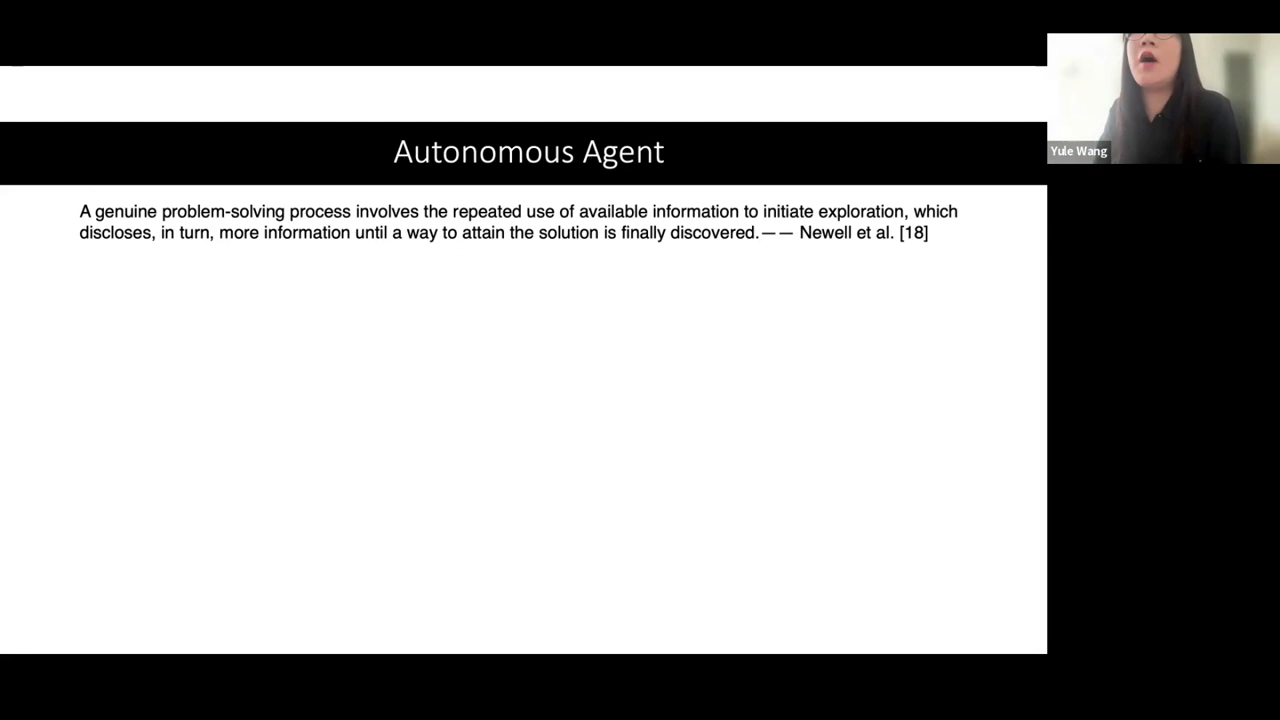 Autonomous Agent
A genuine problem-solving process involves the repeated use of available information to initiate exploration, which
discloses, in turn, more information until a way to attain the solution is finally discovered.—— Newell et al. [18]
Yule Wang